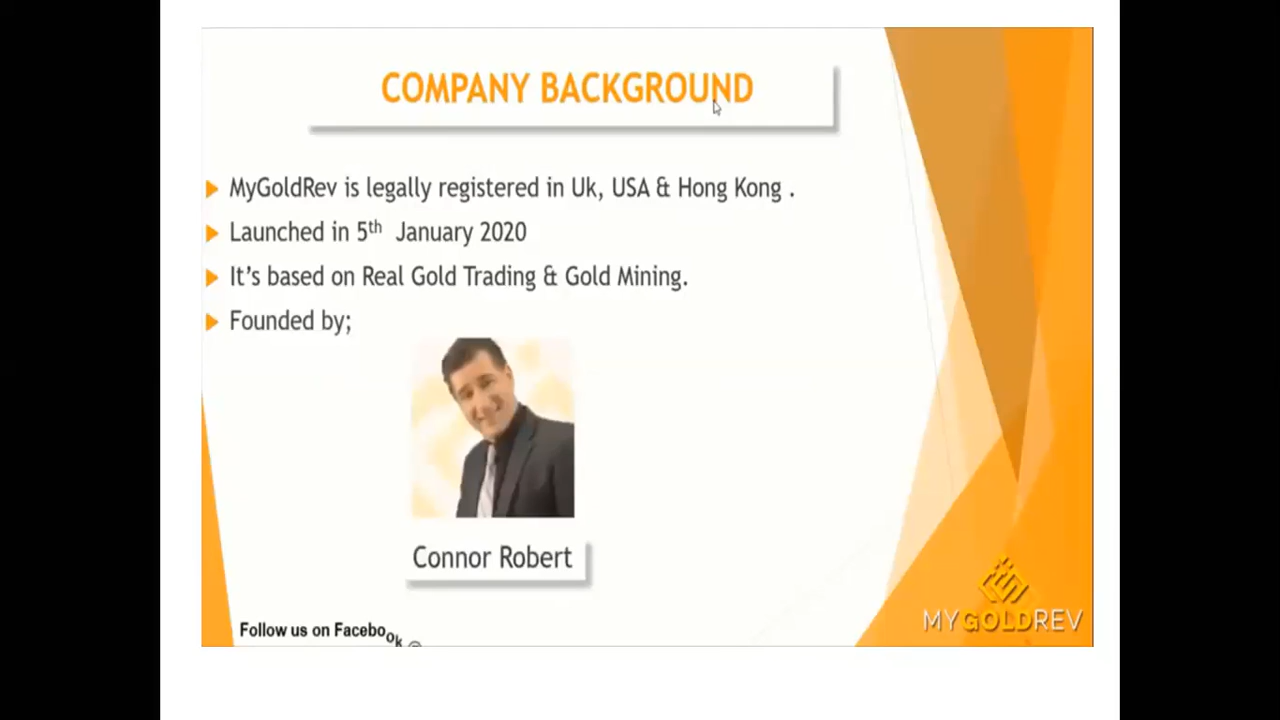 COMPANY BACKGROUND
MyGoldRev is legally registered in Uk, USA & Hong Kong .
Launched in 5th January 2020
It's based on Real Gold Trading & Gold Mining.
Founded by;
Connor Robert
Follow us on Facebook
MYGOLDREV